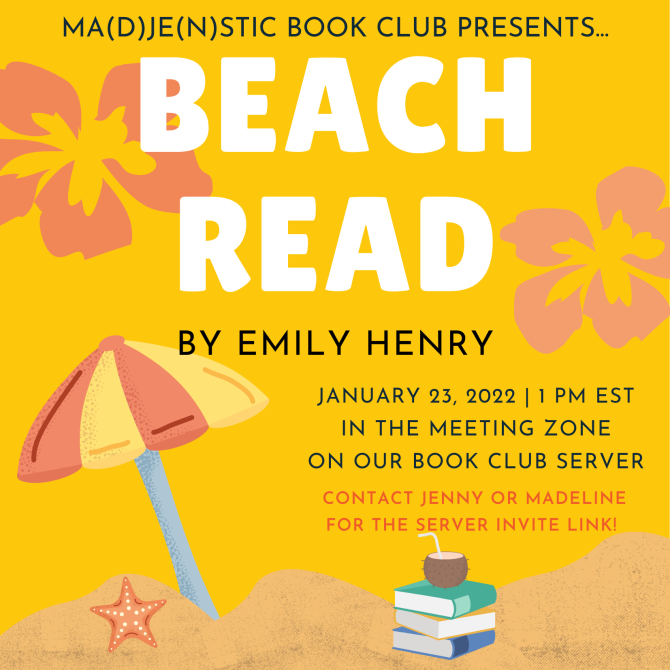 MA(D)JE(N)STIC BOOK CLUB PRESENTS...
BEACH
READ
BY EMILY HENRY
JANUARY 23, 2022 | 1 PM EST
IN THE MEETING ZONE
ON OUR BOOK CLUB SERVER
CONTACT JENNY OR MADELINE
FOR THE SERVER INVITE LINK!